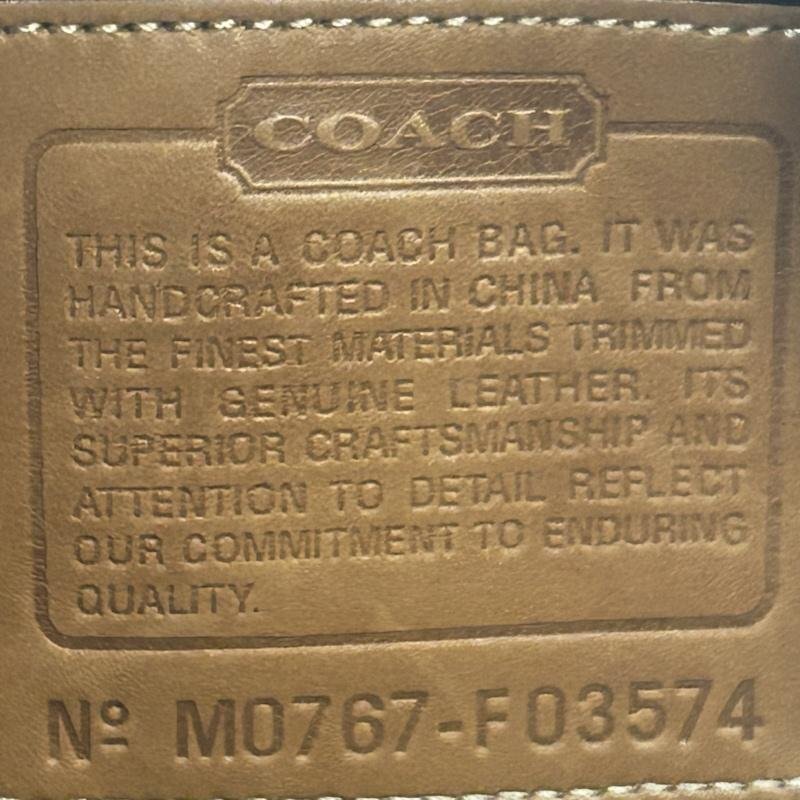 COACH
THIS IS A COACH BAG. IT WAS
HANDCRAFTED IN CHINA FROM
THE FINEST MATERIALS TRIMMED
WITH GENUINE LEATHER. ITS
SUPERIOR CRAFTSMANSHIP AND
ATTENTION TO DETAIL REFLECT
OUR COMMITMENT TO ENDURING
QUALITY.
Nº M0767-F03574